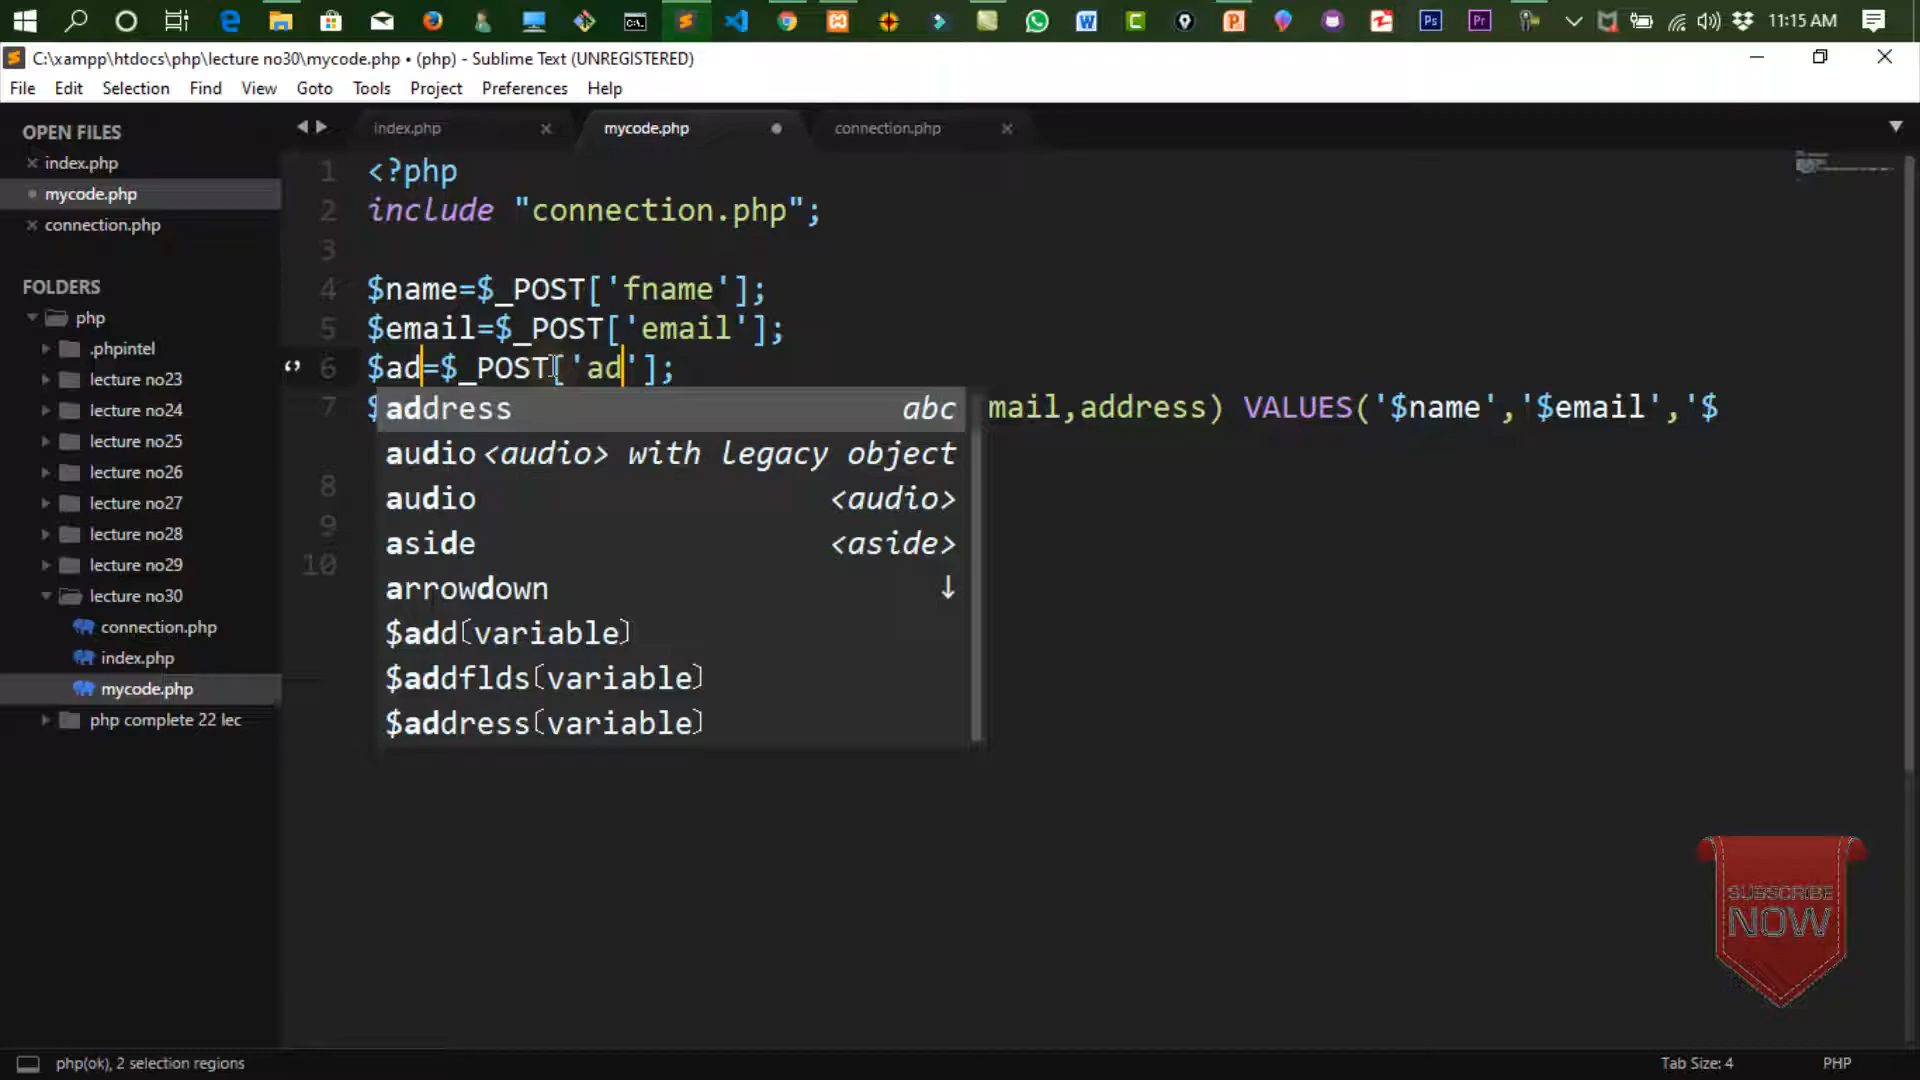 11:15 AM
C:\xampp\htdocs\php\lecture no30\mycode.php • (php) - Sublime Text (UNREGISTERED)
File Edit Selection Find View Goto Tools Project Preferences Help
OPEN FILES
index.php
mycode.php
connection.php
FOLDERS
php
.phpintel
lecture no23
lecture no24
lecture no25
lecture no26
lecture no27
lecture no28
lecture no29
lecture no30
connection.php
index.php
mycode.php
php complete 22 lec
index.php mycode.php connection.php
1 <?php
2 include "connection.php";
3
4 $name=$_POST['fname'];
5 $email=$_POST['email'];
6 $ad=$_POST['ad'];
7 $ mail,address) VALUES('$name','$email','$
8
9
10
address abc
audio <audio> with legacy object
audio <audio>
aside <aside>
arrowdown ↓
$add〔variable〕
$addflds〔variable〕
$address〔variable〕
SUBSCRIBE
NOW
php(ok), 2 selection regions
Tab Size: 4 PHP